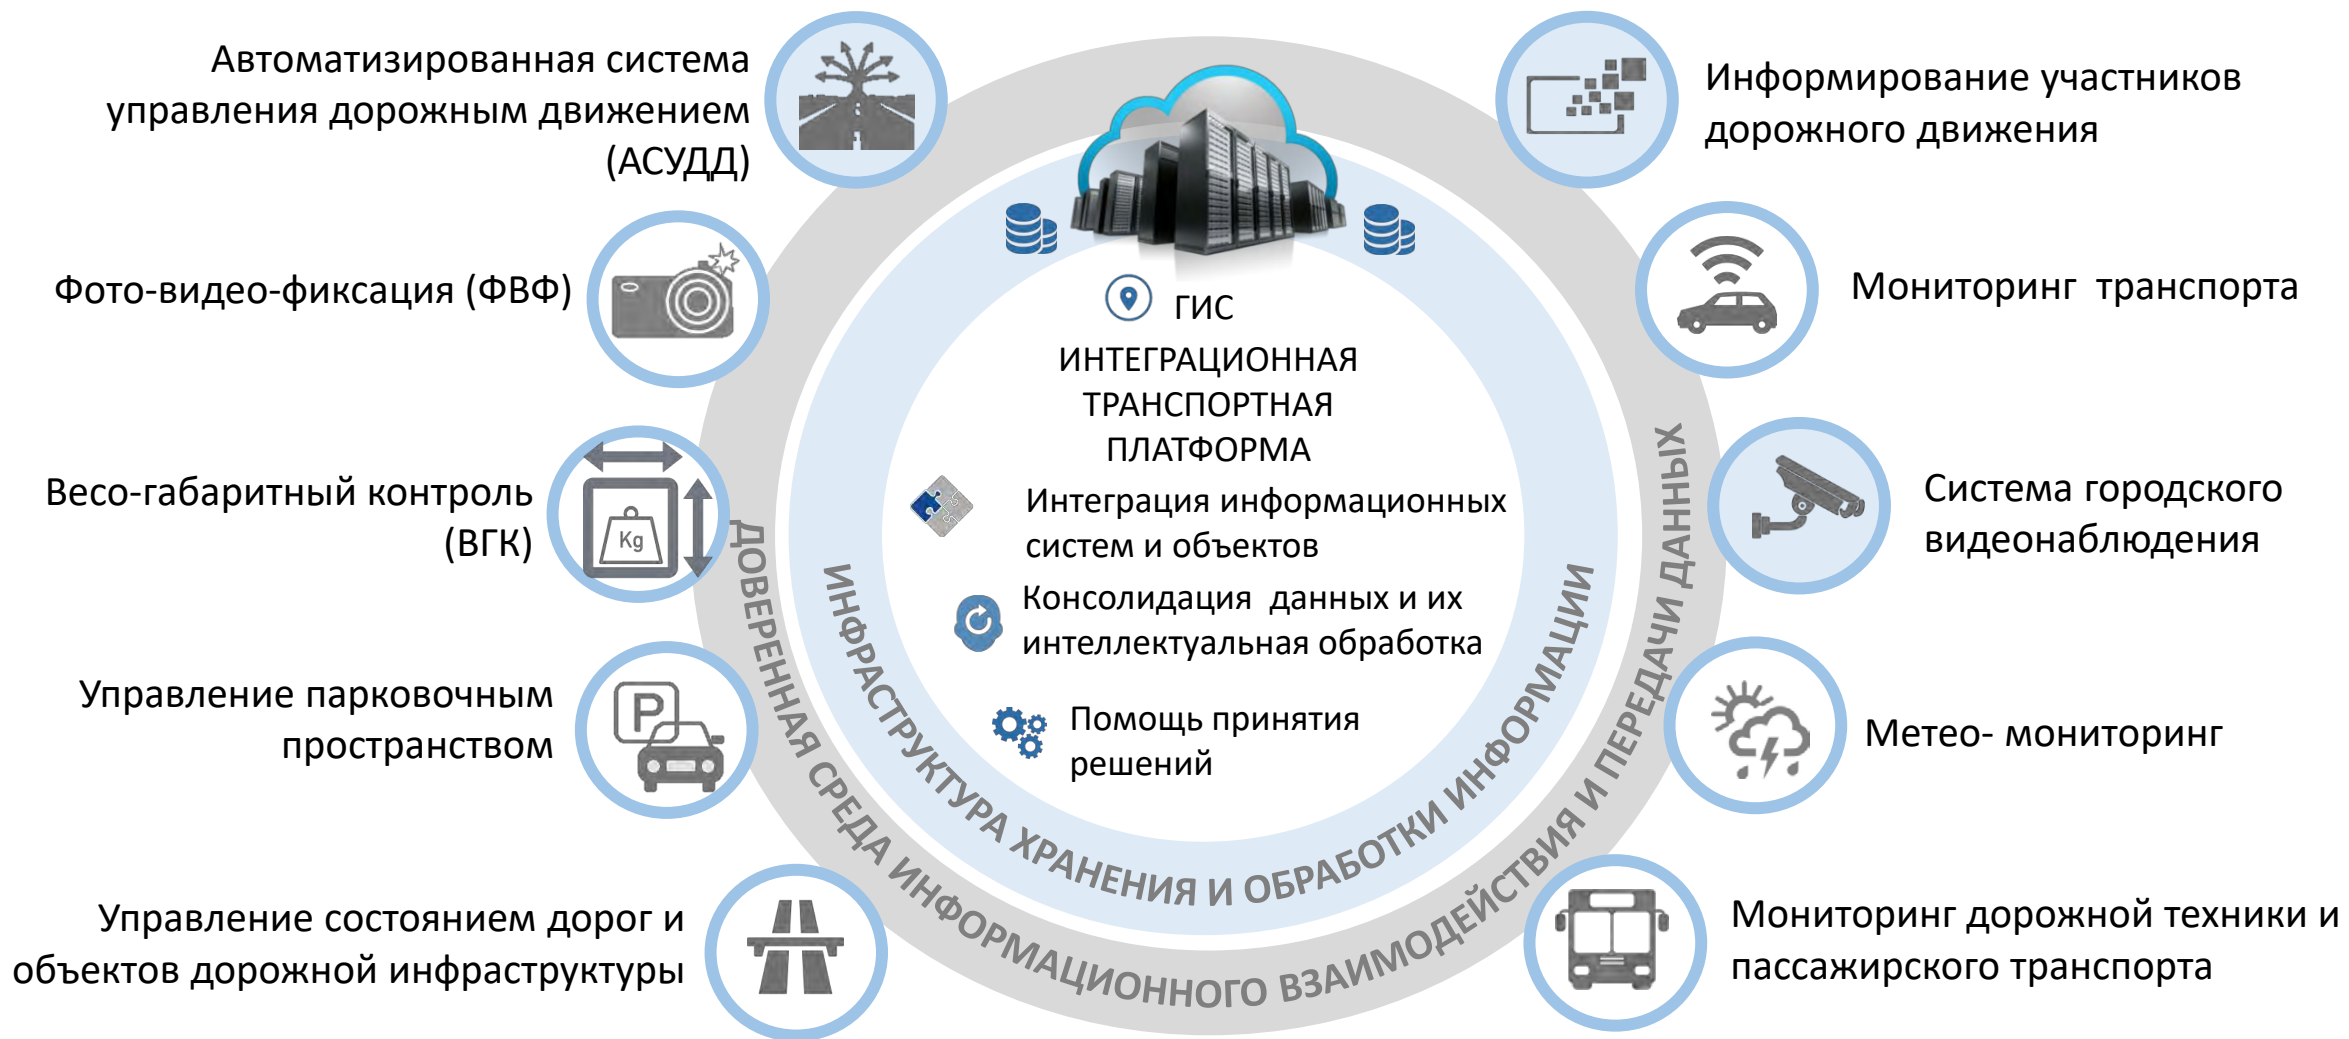 Автоматизированная система
управления дорожным движением
(АСУДД)
Фото-видео-фиксация (ФВФ)
Весо-габаритный контроль
(ВГК)
Kg
Управление парковочным
пространством
P
Управление состоянием дорог и
объектов дорожной инфраструктуры
ГИС
ИНТЕГРАЦИОННАЯ
ТРАНСПОРТНАЯ
ПЛАТФОРМА
Интеграция информационных
систем и объектов
Консолидация данных и их
интеллектуальная обработка
Помощь принятия
решений
ИНФРАСТРУКТУРА ХРАНЕНИЯ И ОБРАБОТКИ ИНФОРМАЦИИ
ДОВЕРЕННАЯ СРЕДА ИНФОРМАЦИОННОГО ВЗАИМОДЕЙСТВИЯ И ПЕРЕДАЧИ ДАННЫХ
Информирование участников
дорожного движения
Мониторинг транспорта
Система городского
видеонаблюдения
Метео- мониторинг
Мониторинг дорожной техники и
пассажирского транспорта